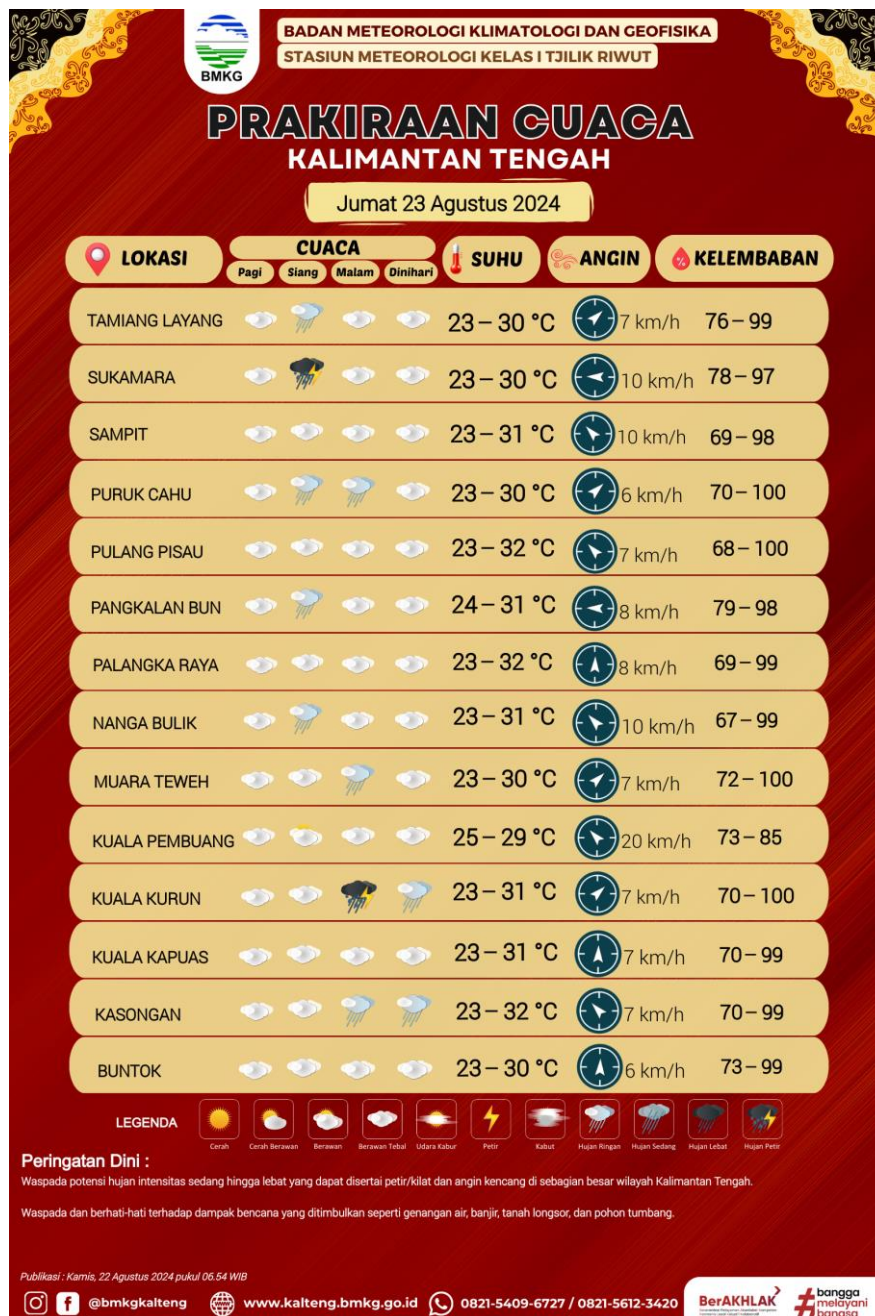 BMKG
BADAN METEOROLOGI KLIMATOLOGI DAN GEOFISIKA
STASIUN METEOROLOGI KELAS I TJILIK RIWUT
PRAKIRAAN CUACA
KALIMANTAN TENGAH
Jumat 23 Agustus 2024
LOKASI CUACA SUHU ANGIN % KELEMBABAN
Pagi Siang Malam Dinihari
TAMIANG LAYANG 23 – 30 °C 7 km/h 76 – 99
SUKAMARA 23 – 30 °C 10 km/h 78 – 97
SAMPIT 23 – 31 °C 10 km/h 69 – 98
PURUK CAHU 23 – 30 °C 6 km/h 70 – 100
PULANG PISAU 23 – 32 °C 7 km/h 68 – 100
PANGKALAN BUN 24 – 31 °C 8 km/h 79 – 98
PALANGKA RAYA 23 – 32 °C 8 km/h 69 – 99
NANGA BULIK 23 – 31 °C 10 km/h 67 – 99
MUARA TEWEH 23 – 30 °C 7 km/h 72 – 100
KUALA PEMBUANG 25 – 29 °C 20 km/h 73 – 85
KUALA KURUN 23 – 31 °C 7 km/h 70 – 100
KUALA KAPUAS 23 – 31 °C 7 km/h 70 – 99
KASONGAN 23 – 32 °C 7 km/h 70 – 99
BUNTOK 23 – 30 °C 6 km/h 73 – 99
LEGENDA
Cerah Cerah Berawan Berawan Berawan Tebal Udara Kabur Petir Kabut Hujan Ringan Hujan Sedang Hujan Lebat Hujan Petir
Peringatan Dini :
Waspada potensi hujan intensitas sedang hingga lebat yang dapat disertai petir/kilat dan angin kencang di sebagian besar wilayah Kalimantan Tengah.
Waspada dan berhati-hati terhadap dampak bencana yang ditimbulkan seperti genangan air, banjir, tanah longsor, dan pohon tumbang.
Publikasi : Kamis, 22 Agustus 2024 pukul 06.54 WIB
@bmkgkalteng www.kalteng.bmkg.go.id 0821-5409-6727 / 0821-5612-3420
BerAKHLAK
# bangga
melayani
bangsa